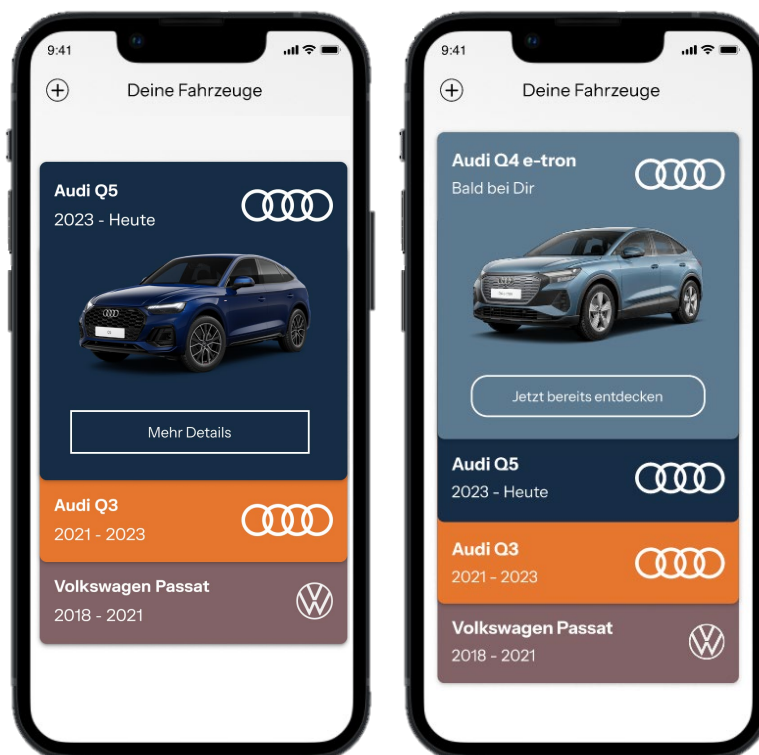 9:41
Deine Fahrzeuge
Audi Q5
2023 - Heute
Mehr Details
Audi Q3
2021 - 2023
Volkswagen Passat
2018 - 2021
9:41
Deine Fahrzeuge
Audi Q4 e-tron
Bald bei Dir
Jetzt bereits entdecken
Audi Q5
2023 - Heute
Audi Q3
2021 - 2023
Volkswagen Passat
2018 - 2021